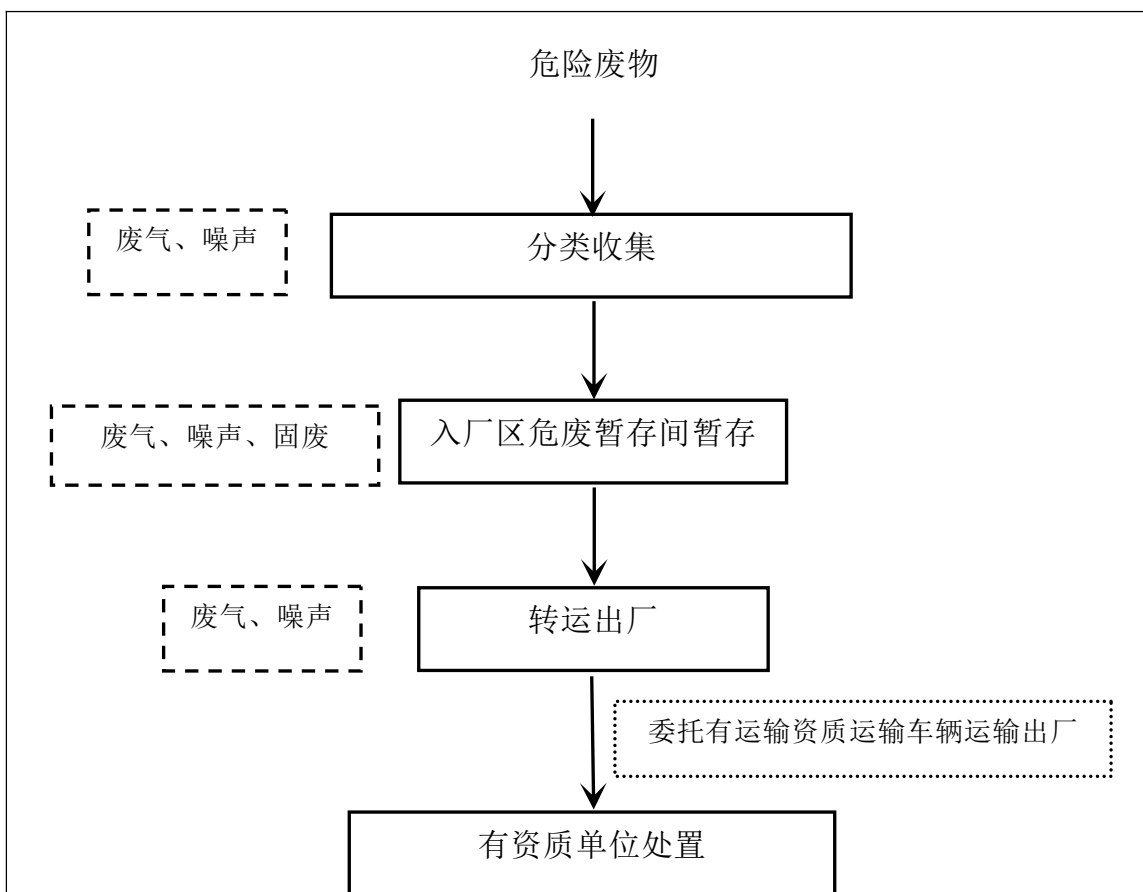 危险废物
废气、噪声
分类收集
废气、噪声、固废
入厂区危废暂存间暂存
废气、噪声
转运出厂
委托有运输资质运输车辆运输出厂
有资质单位处置